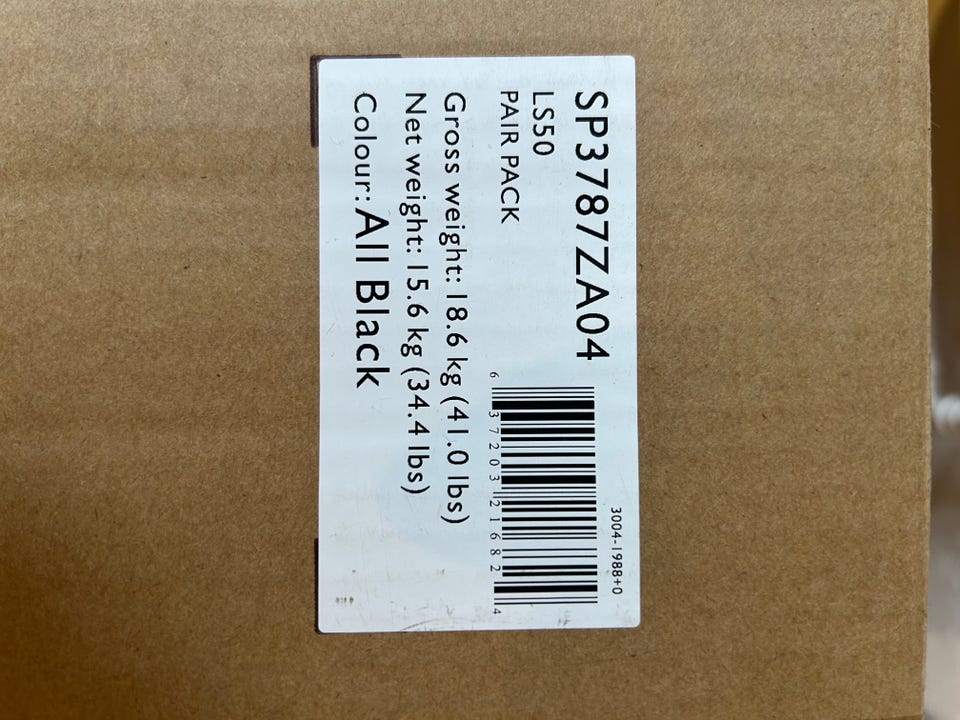 SP3787ZA04
LS50
PAIR PACK
Gross weight: 18.6 kg (41.0 lbs)
Net weight: 15.6 kg (34.4 lbs)
Colour: All Black
3004-1988+0
6 37203 21682 4